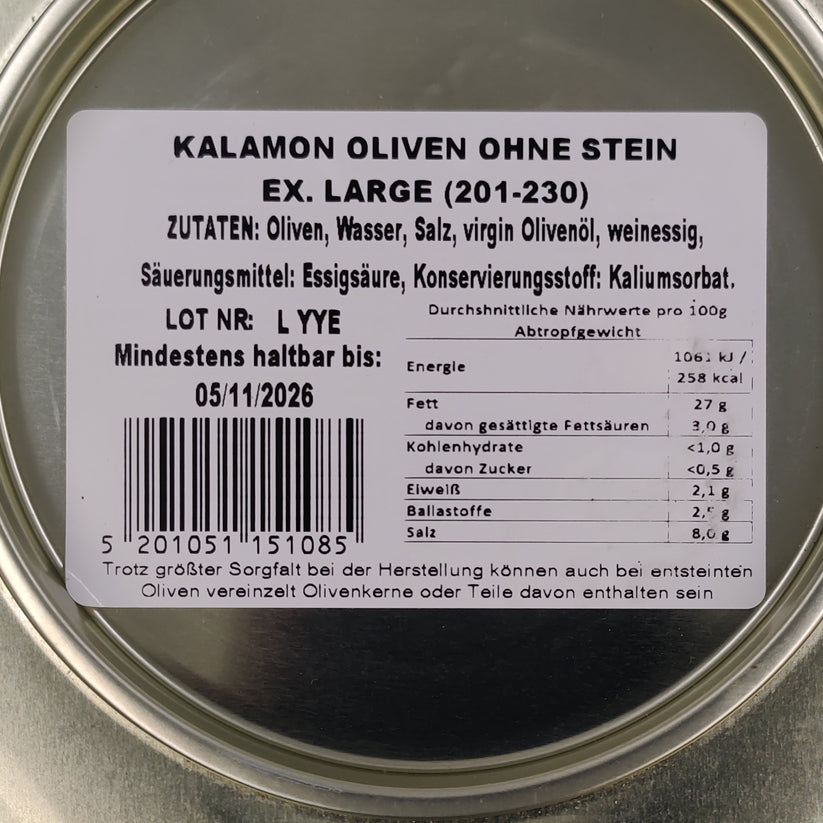 KALAMON OLIVEN OHNE STEIN
EX. LARGE (201-230)
ZUTATEN: Oliven, Wasser, Salz, virgin Olivenöl, weinessig,
Säuerungsmittel: Essigsäure, Konservierungsstoff: Kaliumsorbat.
LOT NR: L YYE
Mindestens haltbar bis:
05/11/2026
5 201051 151085
Durchshnittliche Nährwerte pro 100g
Abtropfgewicht
Energie 1061 kJ /
258 kcal
Fett 27 g
davon gesättigte Fettsäuren 3,0 g
Kohlenhydrate <1,0 g
davon Zucker <0,5 g
Eiweiß 2,1 g
Ballastoffe g
Salz 8,0 g
Trotz größter Sorgfalt bei der Herstellung können auch bei entsteinten
Oliven vereinzelt Olivenkerne oder Teile davon enthalten sein